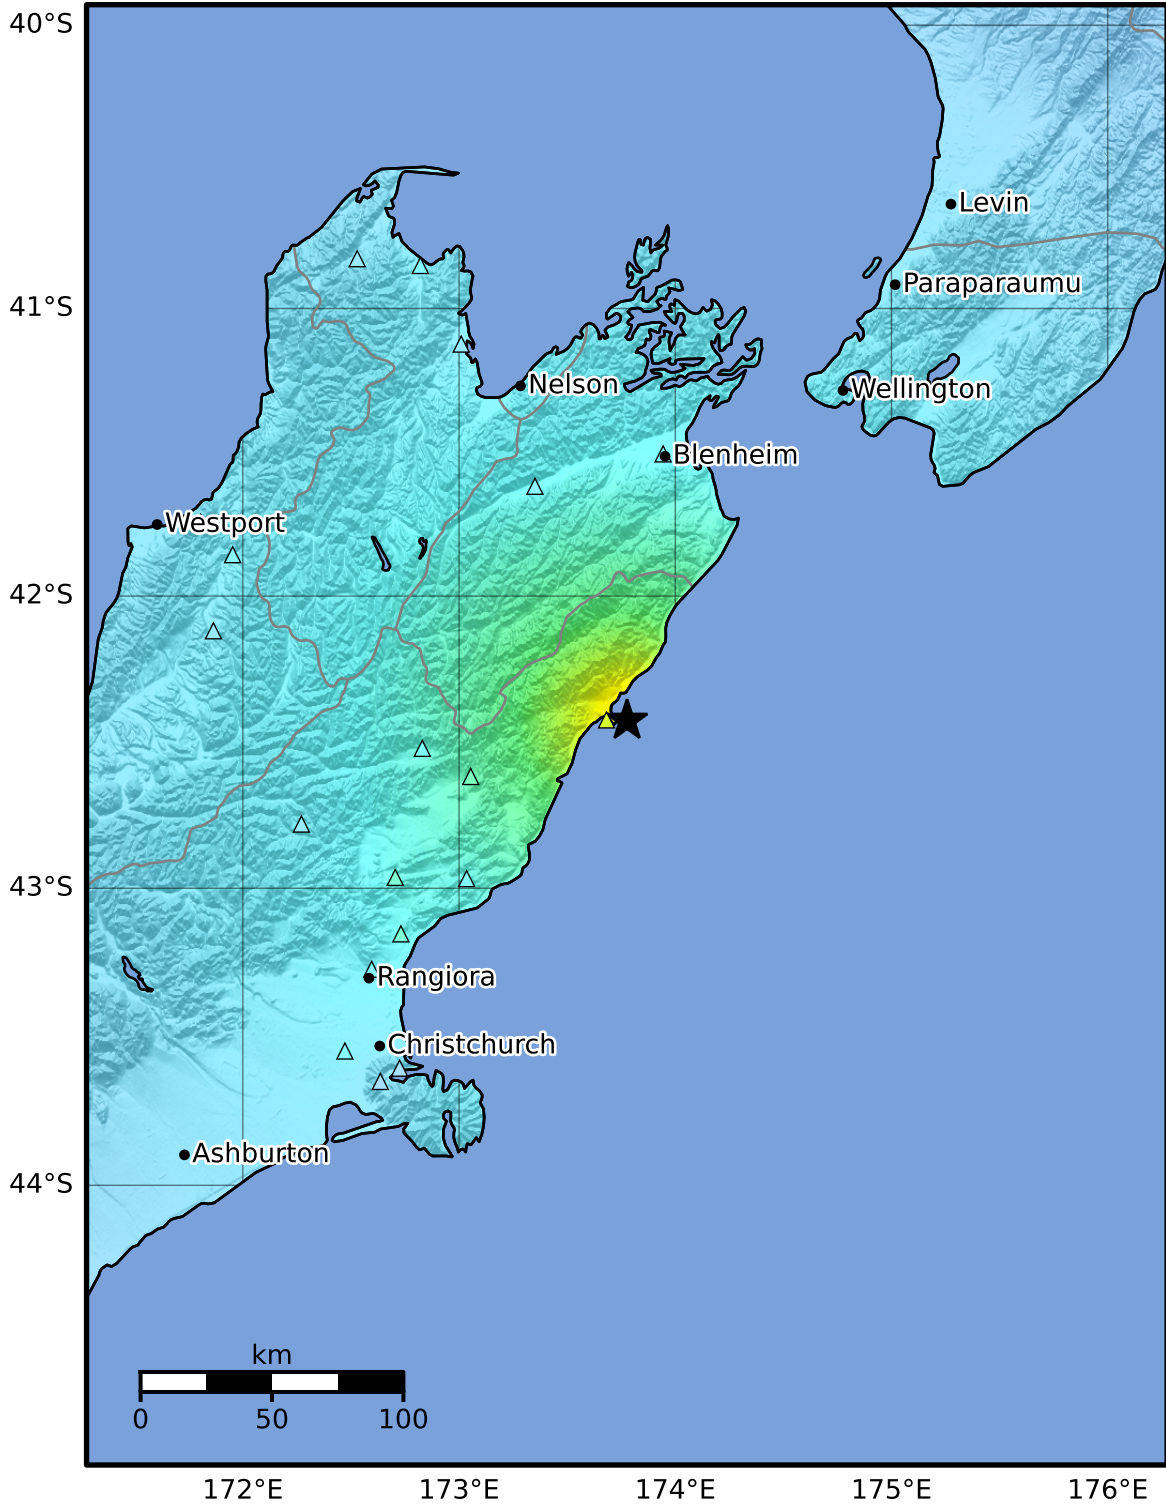 40°S
Levin
Paraparaumu
41°S
Nelson
Wellington
Blenheim
Westport
42°S
43°S
Rangiora
Christchurch
Ashburton
44°S
km
0 50 100
172°E 173°E 174°E 175°E 176°E